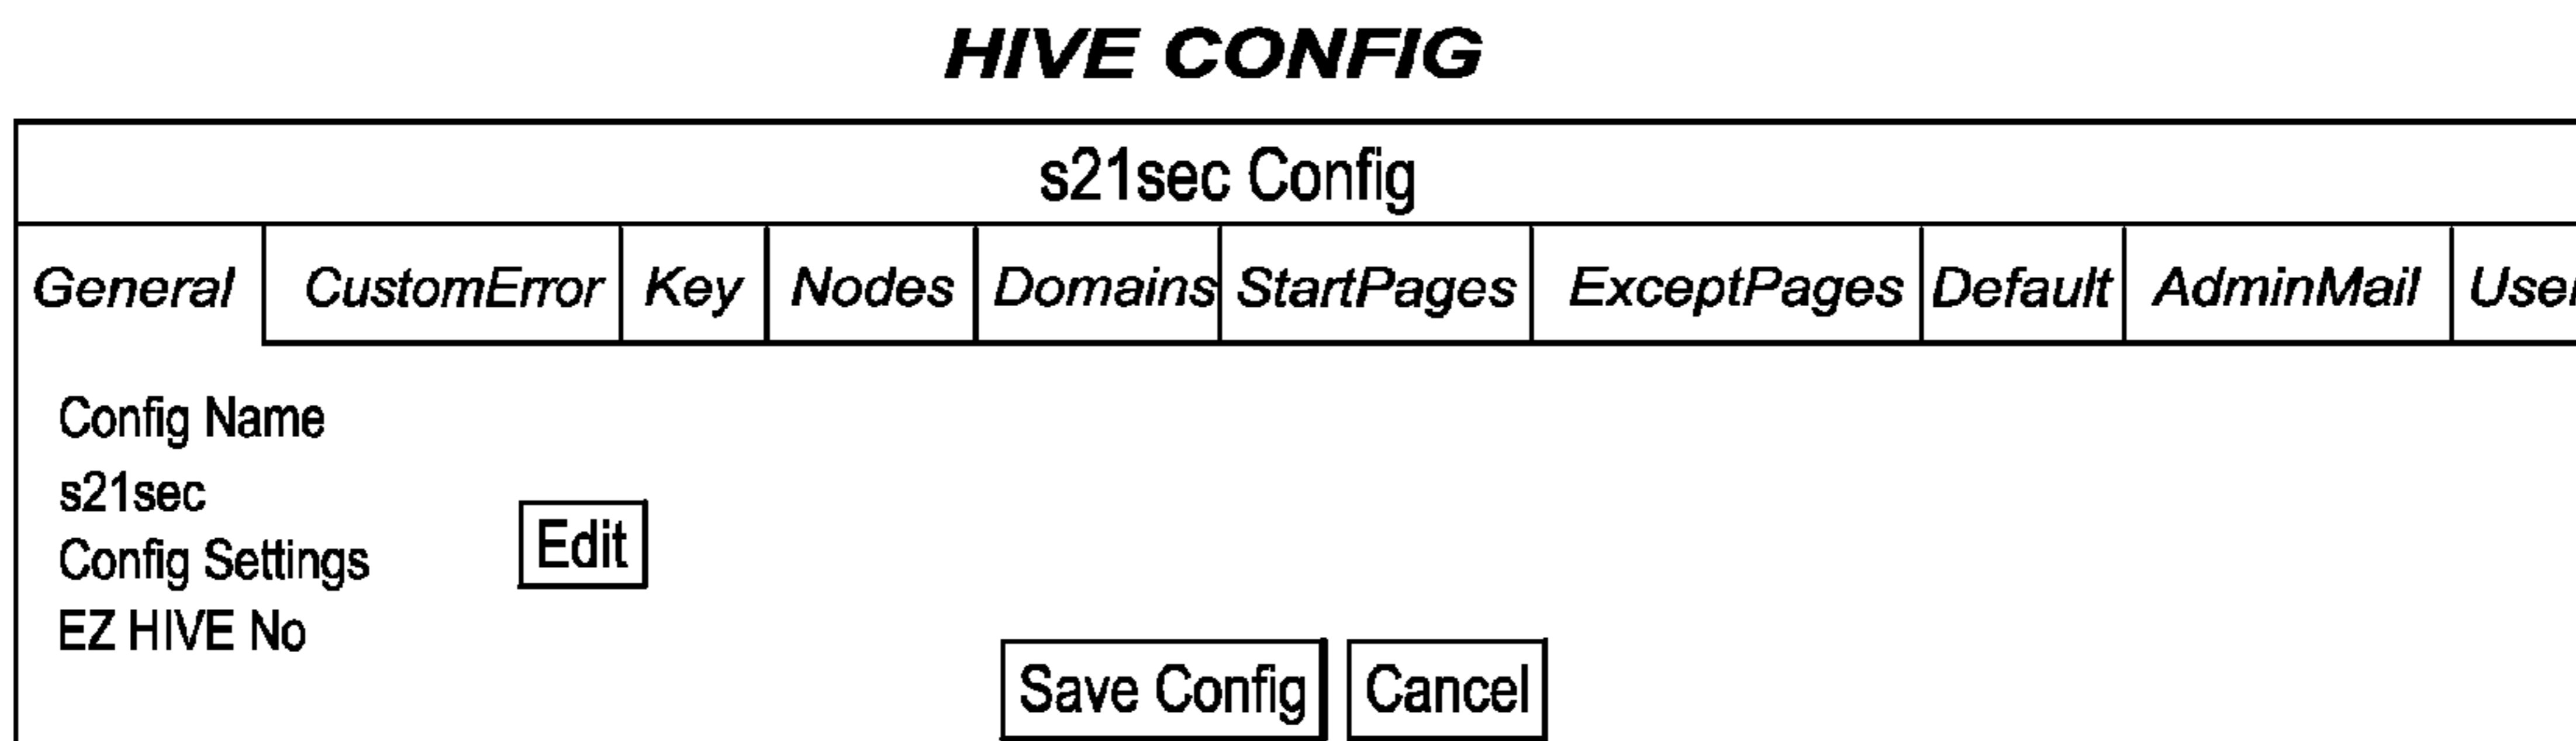 HIVE CONFIG
s21sec Config
General CustomError Key Nodes Domains StartPages ExceptPages Default AdminMail
Config Name
s21sec
Config Settings Edit
EZ HIVE No
Save Config Cancel